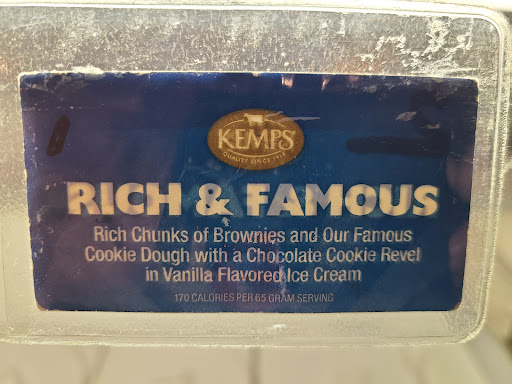 KEMPS
QUALITY SINCE 1914
RICH & FAMOUS
Rich Chunks of Brownies and Our Famous
Cookie Dough with a Chocolate Cookie Revel
in Vanilla Flavored Ice Cream
170 CALORIES PER 65 GRAM SERVING